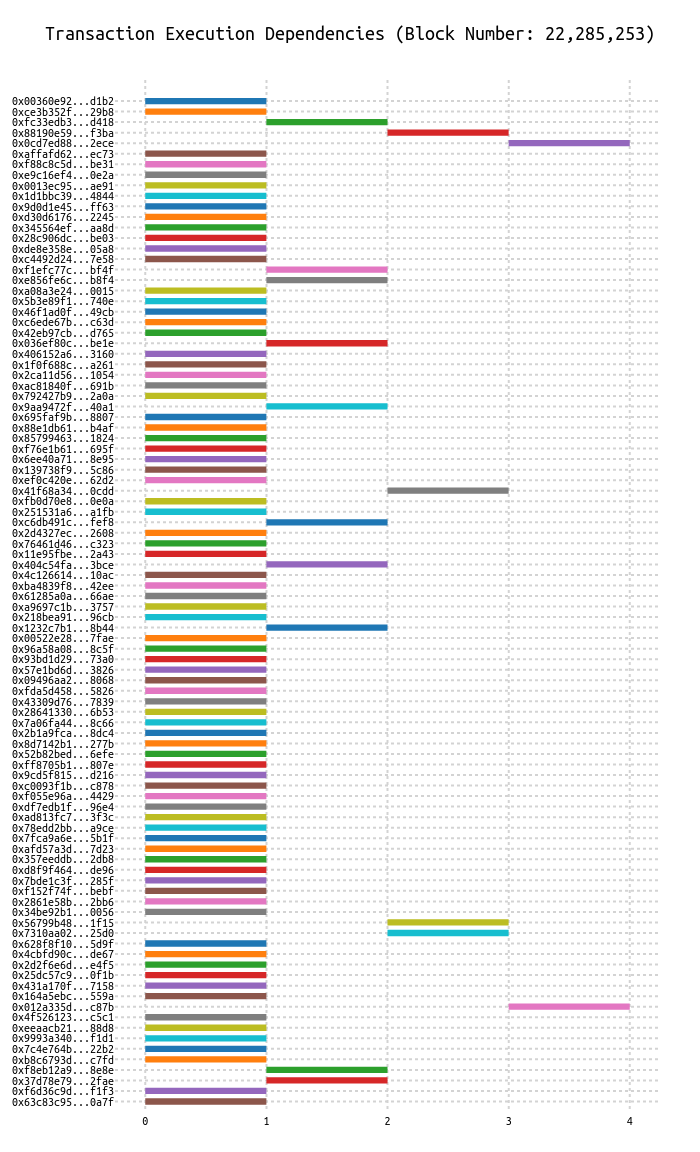 Transaction Execution Dependencies (Block Number: 22,285,253)
0x00360e92...d1b2
0xce3b352f...29b8
0xfc33edb3...d418
0x88190e59...f3ba
0x0cd7ed88...2ece
0xaffafd62...ec73
0xf88c8c5d...be31
0xe9c16ef4...0e2a
0x0013ec95...ae91
0x1d1bbc39...4844
0x9d0d1e45...ff63
0xd30d6176...2245
0x345564ef...aa8d
0x28c906dc...be03
0xde8e358e...05a8
0xc4492d24...7e58
0xf1efc77c...bf4f
0xe856fe6c...b8f4
0xa08a3e24...0015
0x5b3e89f1...740e
0x46f1ad0f...49cb
0xc6ede67b...c63d
0x42eb97cb...d765
0x036ef80c...be1e
0x406152a6...3160
0x1f0f688c...a261
0x2ca11d56...1054
0xac81840f...691b
0x792427b9...2a0a
0x9aa9472f...40a1
0x695faf9b...8807
0x88e1db61...b4af
0x85799463...1824
0xf76e1b61...695f
0x6ee40a71...8e95
0x139738f9...5c86
0xef0c420e...62d2
0x41f68a34...0cdd
0xfb0d70e8...0e0a
0x251531a6...a1fb
0xc6db491c...fef8
0x2d4327ec...2608
0x76461d46...c323
0x11e95fbe...2a43
0x404c54fa...3bce
0x4c126614...10ac
0xba4839f8...42ee
0x61285a0a...66ae
0xa9697c1b...3757
0x218bea91...96cb
0x1232c7b1...8b44
0x00522e28...7fae
0x96a58a08...8c5f
0x93bd1d29...73a0
0x57e1bd6d...3826
0x09496aa2...8068
0xfda5d458...5826
0x43309d76...7839
0x28641330...6b53
0x7a06fa44...8c66
0x2b1a9fca...8dc4
0x8d7142b1...277b
0x52b82bed...6efe
0xff8705b1...807e
0x9cd5f815...d216
0xc0093f1b...c878
0xf055e96a...4429
0xdf7edb1f...96e4
0xad813fc7...3f3c
0x78edd2bb...a9ce
0x7fca9a6e...5b1f
0xafd57a3d...7d23
0x357eeddb...2db8
0xd8f9f464...de96
0x7bde1c3f...285f
0xf152f74f...bebf
0x2861e58b...2bb6
0x34be92b1...0056
0x56799b48...1f15
0x7310aa02...25d0
0x628f8f10...5d9f
0x4cbfd90c...de67
0x2d2f6e6d...e4f5
0x25dc57c9...0f1b
0x431a170f...7158
0x164a5ebc...559a
0x012a335d...c87b
0x4f526123...c5c1
0xeeaacb21...88d8
0x9993a340...f1d1
0x7c4e764b...22b2
0xb8c6793d...c7fd
0xf8eb12a9...8e8e
0x37d78e79...2fae
0xf6d36c9d...f1f3
0x63c83c95...0a7f
0 1 2 3 4